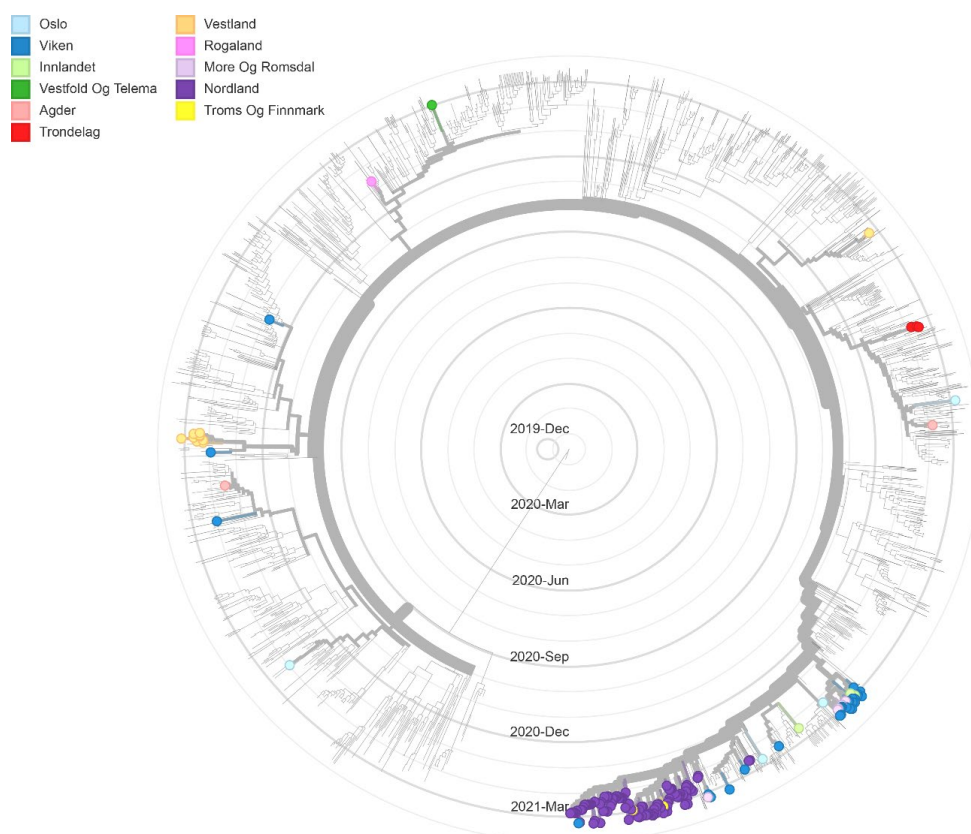 Oslo
Viken
Innlandet
Vestfold Og Telema
Agder
Trondelag
Vestland
Rogaland
More Og Romsdal
Nordland
Troms Og Finnmark
2019-Dec
2020-Mar
2020-Jun
2020-Sep
2020-Dec
2021-Mar